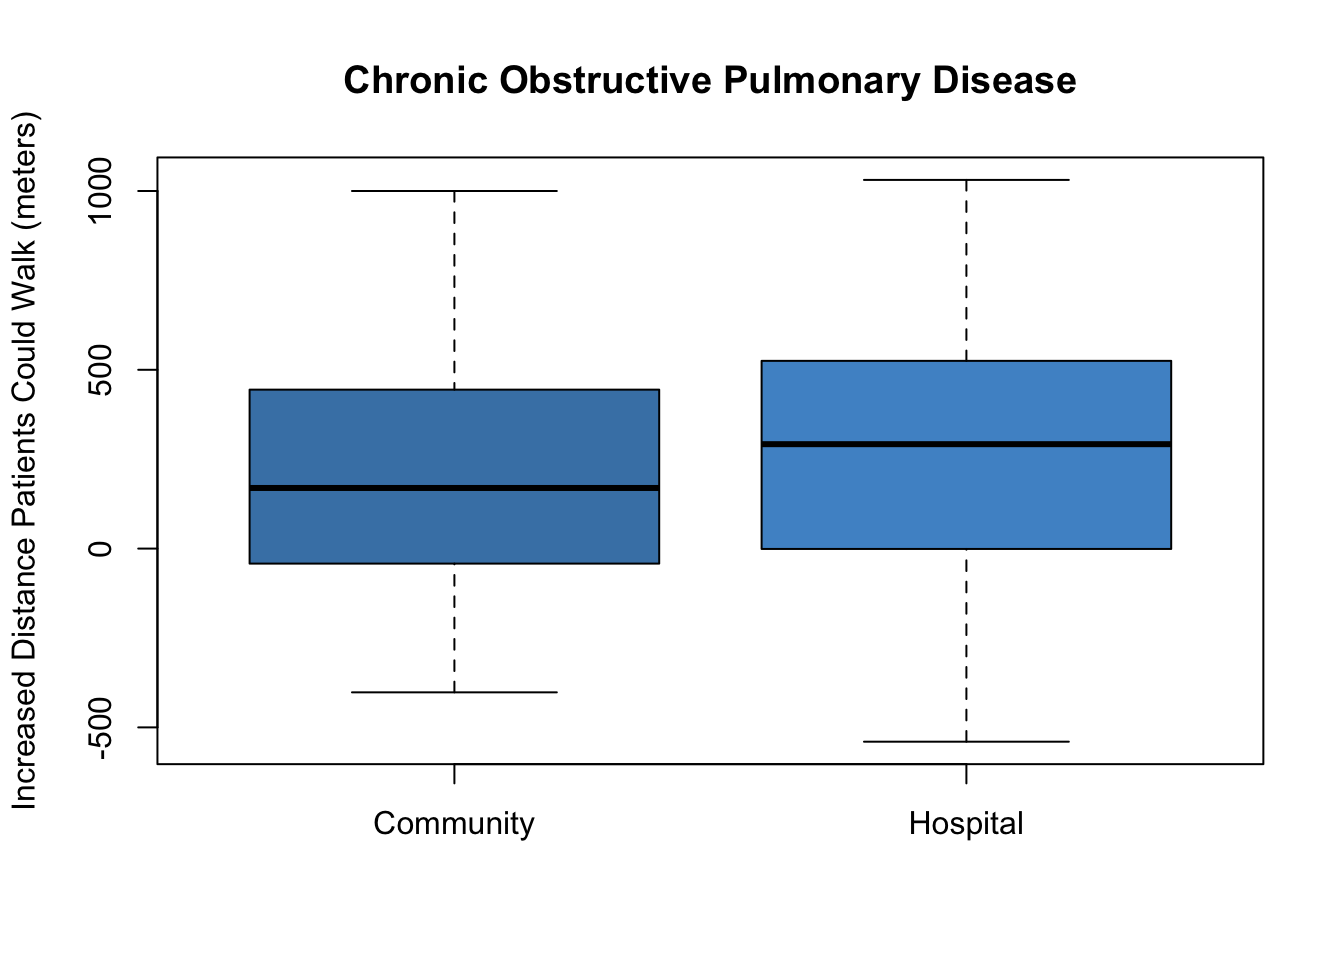 Chronic Obstructive Pulmonary Disease
Increased Distance Patients Could Walk (meters)
1000
500
0
-500
Community
Hospital